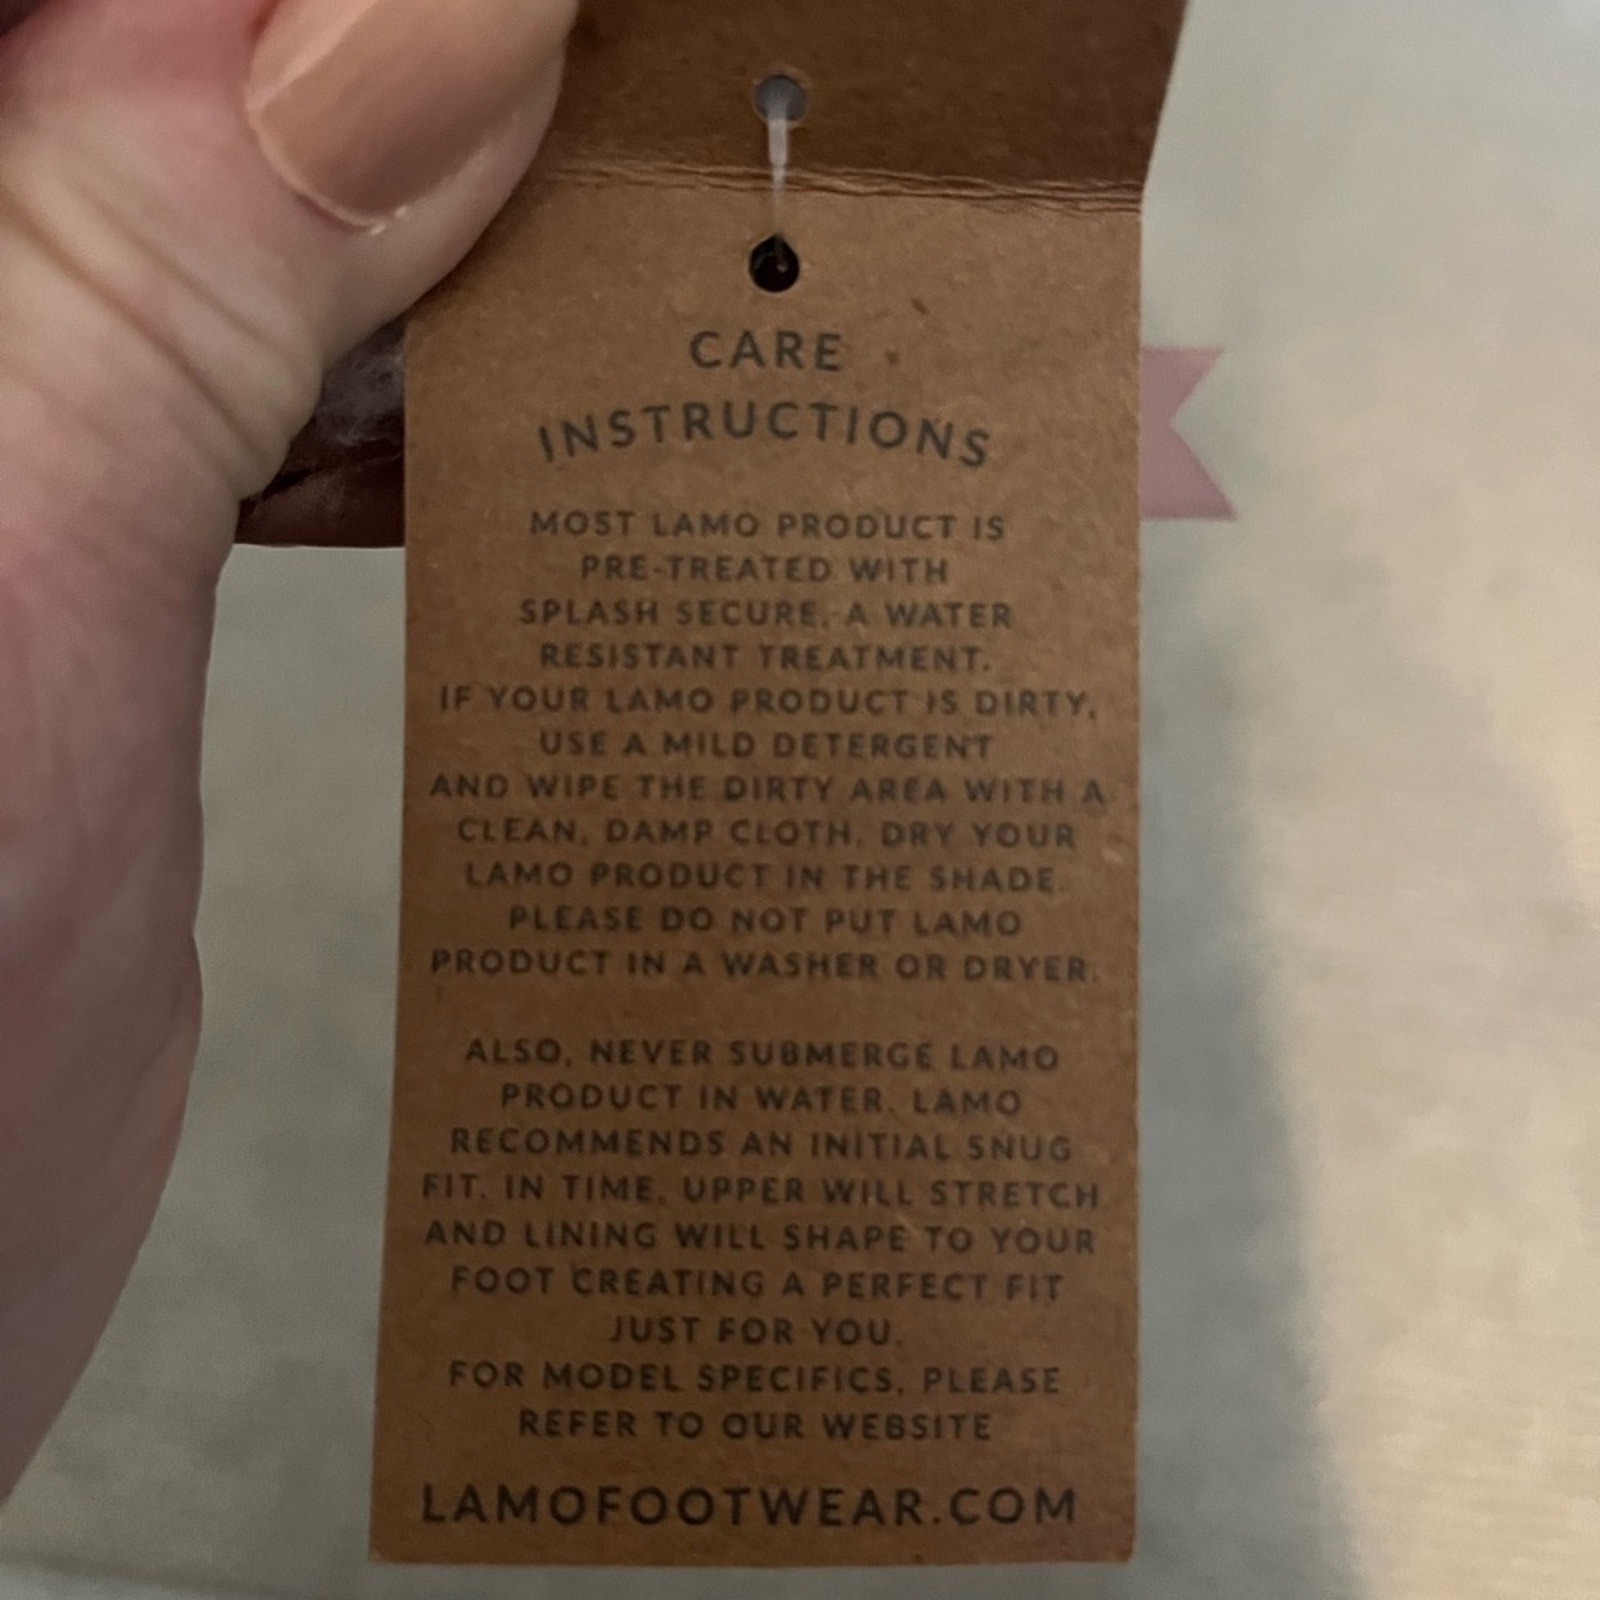 CARE
INSTRUCTIONS
MOST LAMO PRODUCT IS
PRE-TREATED WITH
SPLASH SECURE, A WATER
RESISTANT TREATMENT.
IF YOUR LAMO PRODUCT IS DIRTY,
USE A MILD DETERGENT
AND WIPE THE DIRTY AREA WITH A
CLEAN, DAMP CLOTH. DRY YOUR
LAMO PRODUCT IN THE SHADE.
PLEASE DO NOT PUT LAMO
PRODUCT IN A WASHER OR DRYER.
ALSO, NEVER SUBMERGE LAMO
PRODUCT IN WATER. LAMO
RECOMMENDS AN INITIAL SNUG
FIT. IN TIME, UPPER WILL STRETCH
AND LINING WILL SHAPE TO YOUR
FOOT CREATING A PERFECT FIT
JUST FOR YOU.
FOR MODEL SPECIFICS, PLEASE
REFER TO OUR WEBSITE
LAMOFOOTWEAR.COM